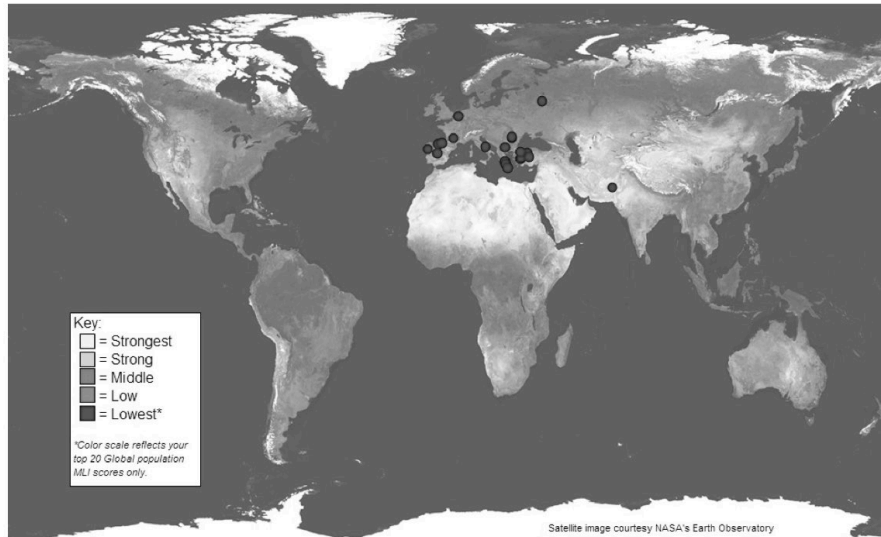 Key:
= Strongest
= Strong
= Middle
= Low
= Lowest*
*Color scale reflects your
top 20 Global population
MLI scores only.
Satellite image courtesy NASA's Earth Observatory